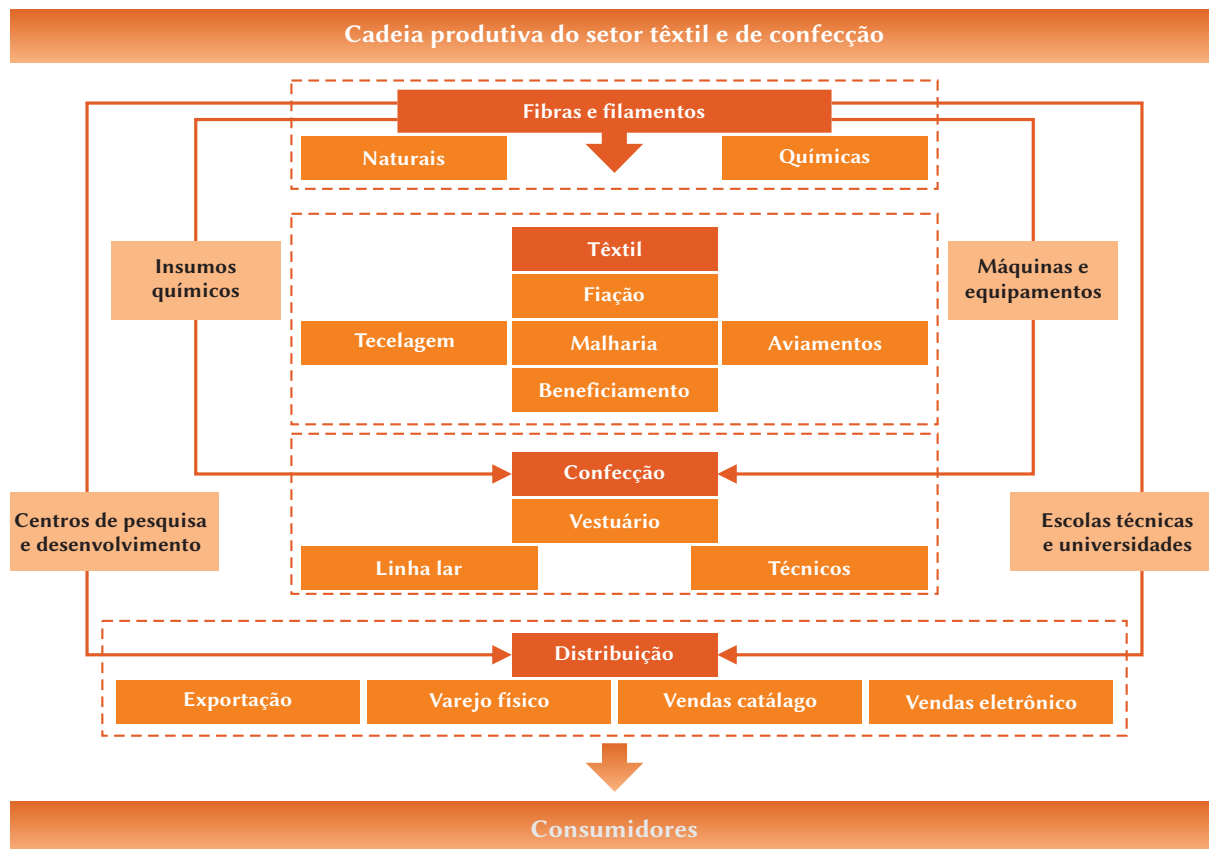 Cadeia produtiva do setor têxtil e de confecção
Fibras e filamentos
Naturais
Químicas
Têxtil
Insumos
químicos
Máquinas e
equipamentos
Fiação
Tecelagem
Malharia
Aviamentos
Beneficiamento
Confecção
Centros de pesquisa
e desenvolvimento
Vestuário
Escolas técnicas
e universidades
Linha lar
Técnicos
Distribuição
Exportação
Varejo físico
Vendas catálago
Vendas eletrônico
Consumidores